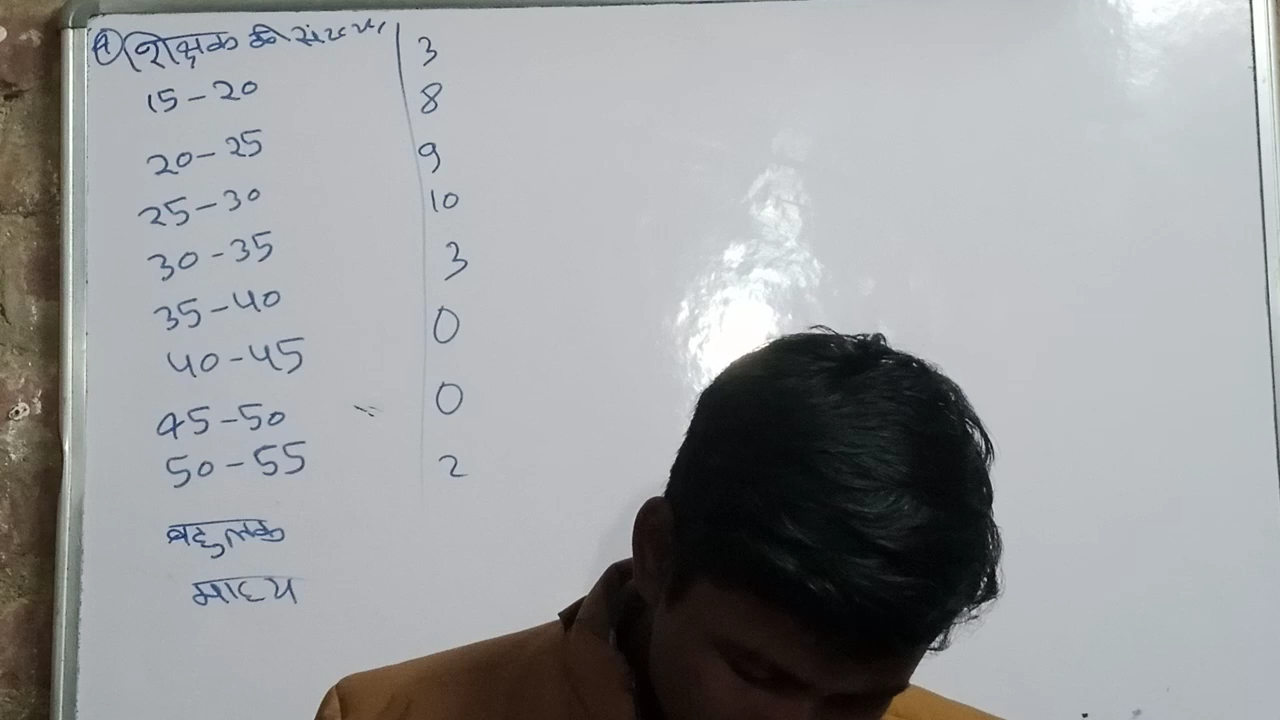 शिक्षक की संख्या 3
15-20 8
20-25 9
25-30 10
30-35 3
35-40 0
40-45
45-50 0
50-55 2
बहुलक
माध्य